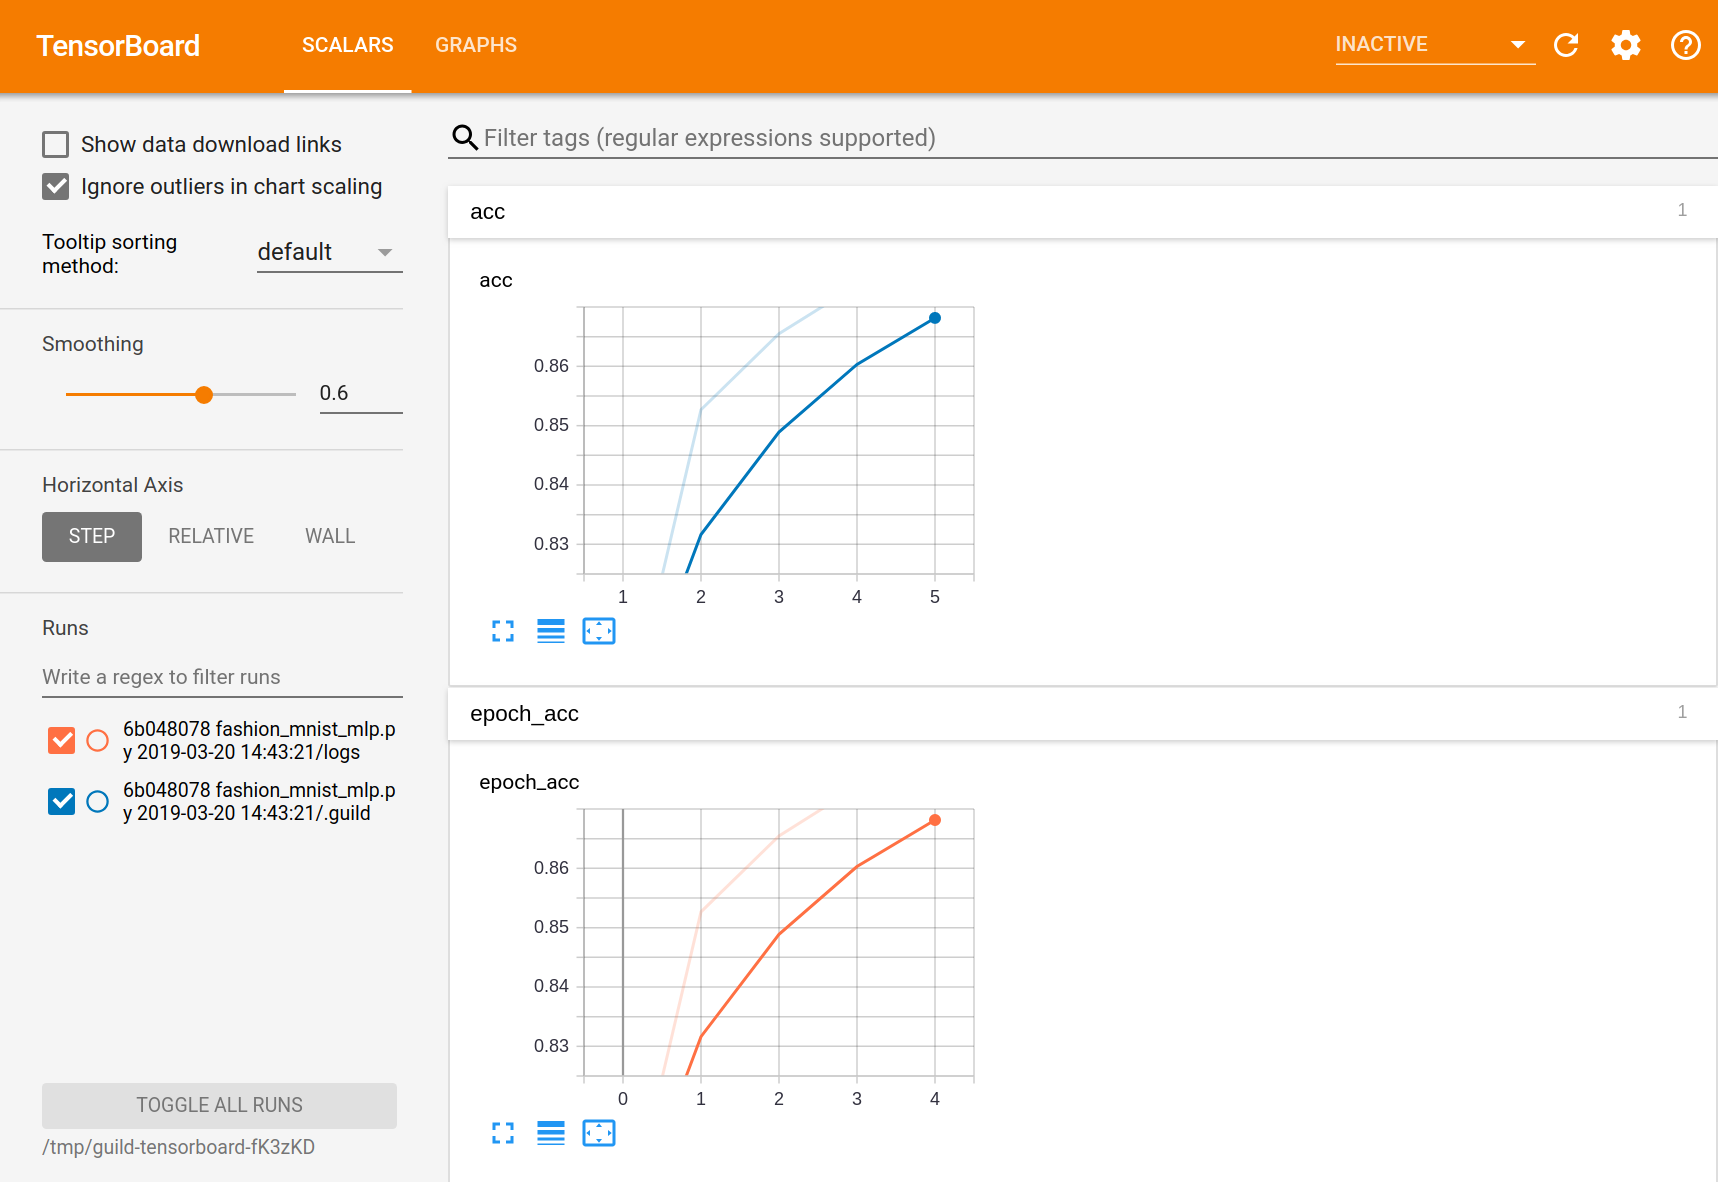 TensorBoard
SCALARS
GRAPHS
INACTIVE
Show data download links
Ignore outliers in chart scaling
Tooltip sorting
method:
default
Smoothing
0.6
Horizontal Axis
STEP
RELATIVE
WALL
Runs
Write a regex to filter runs
6b048078 fashion_mnist_mlp.p
y 2019-03-20 14:43:21/logs
6b048078 fashion_mnist_mlp.p
y 2019-03-20 14:43:21/.guild
TOGGLE ALL RUNS
/tmp/guild-tensorboard-fK3zKD
Filter tags (regular expressions supported)
acc
1
acc
0.86
0.85
0.84
0.83
1 2 3 4 5
epoch_acc
1
epoch_acc
0.86
0.85
0.84
0.83
0 1 2 3 4